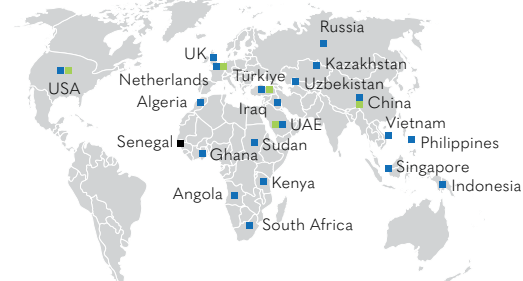 Russia
UK
Kazakhstan
Netherlands
Türkiye
Uzbekistan
USA
Algeria
Iraq
China
UAE
Vietnam
Senegal
Ghana
Sudan
Philippines
Singapore
Angola
Kenya
Indonesia
South Africa